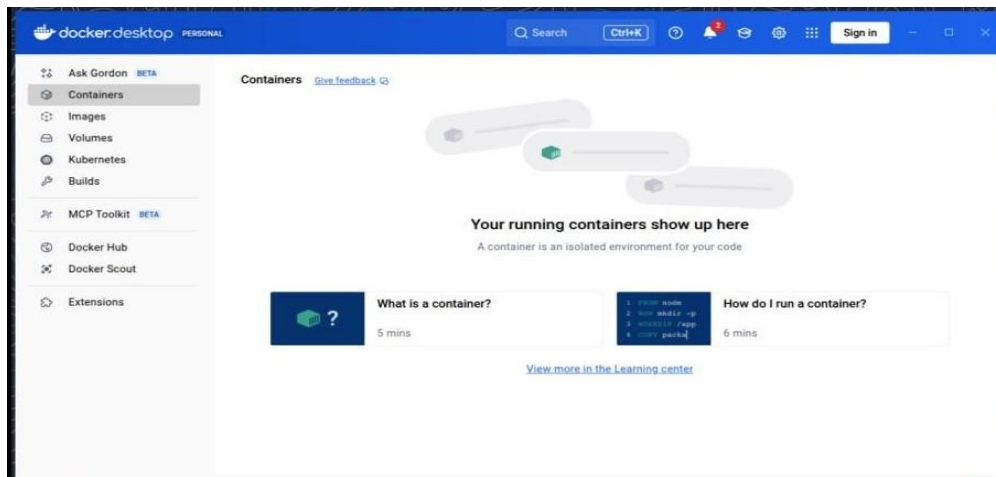 docker.desktop PERSONAL
Search Ctrl+K
2
Sign in
Ask Gordon BETA
Containers
Images
Volumes
Kubernetes
Builds
MCP Toolkit BETA
Docker Hub
Docker Scout
Extensions
Containers Give feedback
Your running containers show up here
A container is an isolated environment for your code
?
What is a container?
5 mins
1 FROM node
2 RUN mkdir -p
3 WORKDIR /app
4 COPY packa
How do I run a container?
6 mins
View more in the Learning center